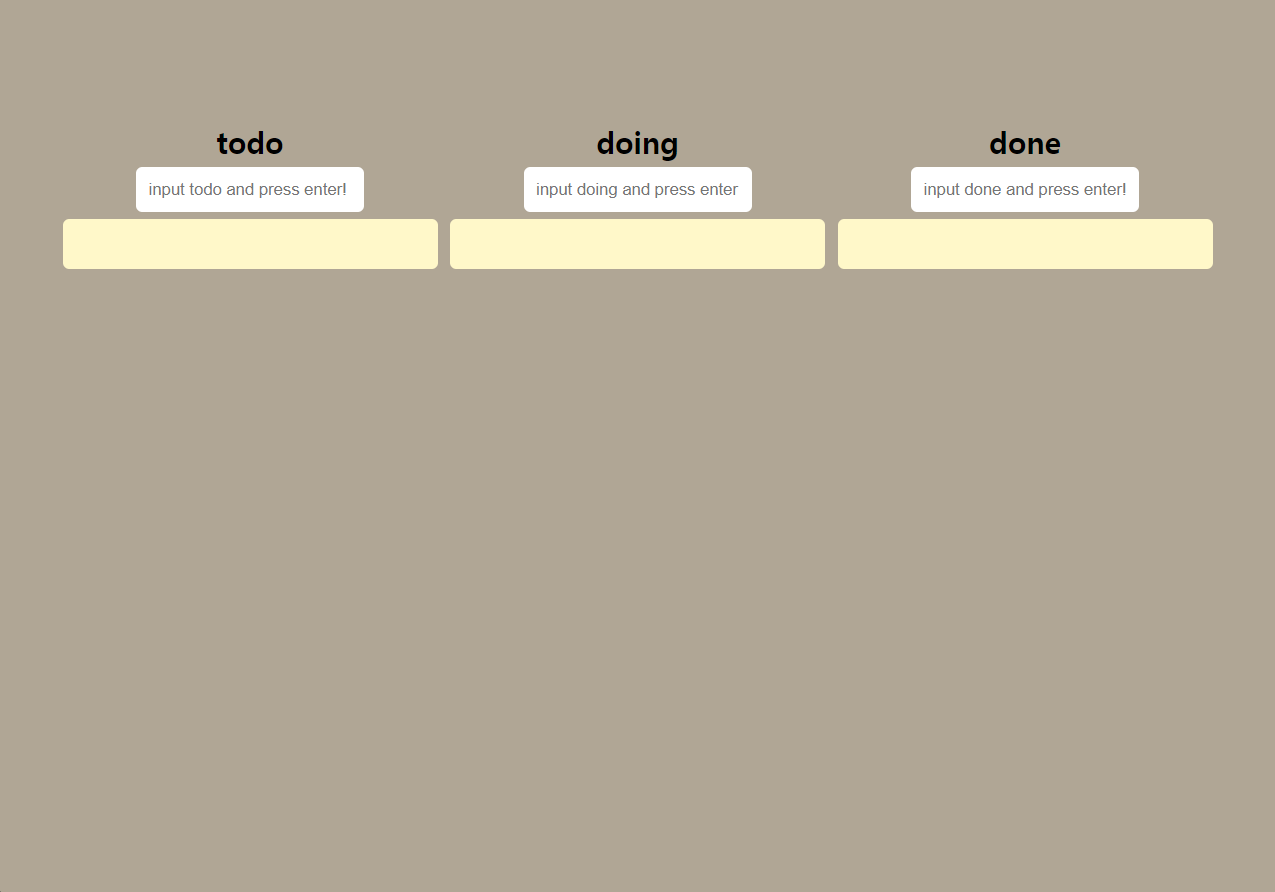 todo
doing
done
input todo and press enter!
input doing and press enter
input done and press enter!